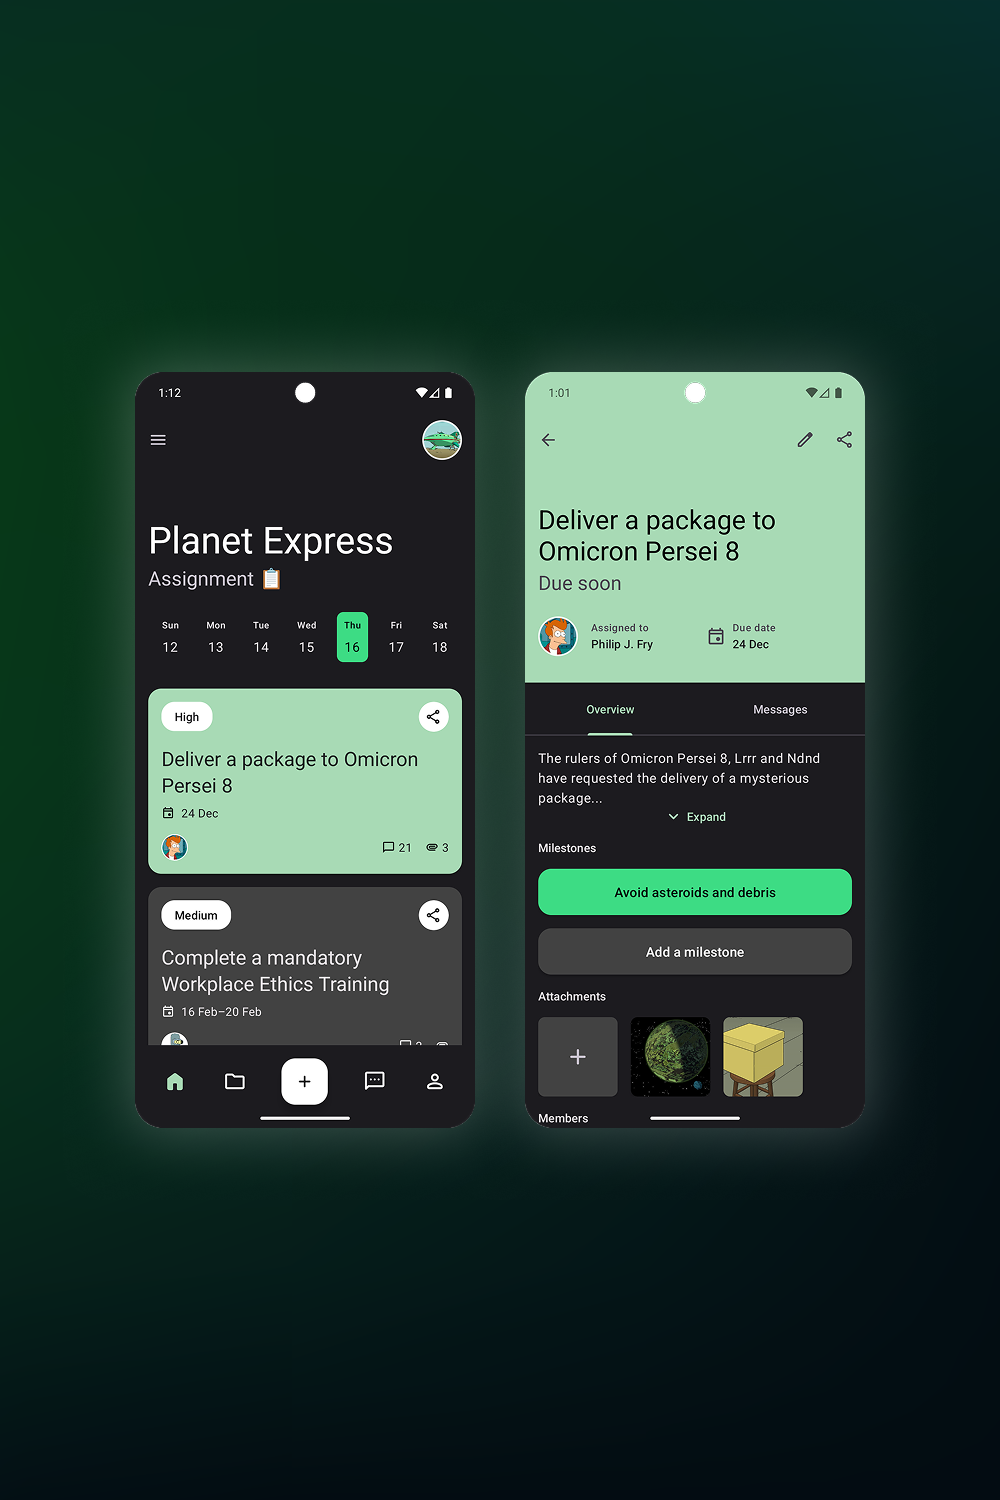 1:12
Planet Express
Assignment 📋
Sun Mon Tue Wed Thu Fri Sat
12 13 14 15 16 17 18
High
Deliver a package to Omicron
Persei 8
24 Dec
21 3
Medium
Complete a mandatory
Workplace Ethics Training
16 Feb–20 Feb
1:01
Deliver a package to
Omicron Persei 8
Due soon
Assigned to
Philip J. Fry
Due date
24 Dec
Overview Messages
The rulers of Omicron Persei 8, Lrrr and Ndnd
have requested the delivery of a mysterious
package...
Expand
Milestones
Avoid asteroids and debris
Add a milestone
Attachments
Members